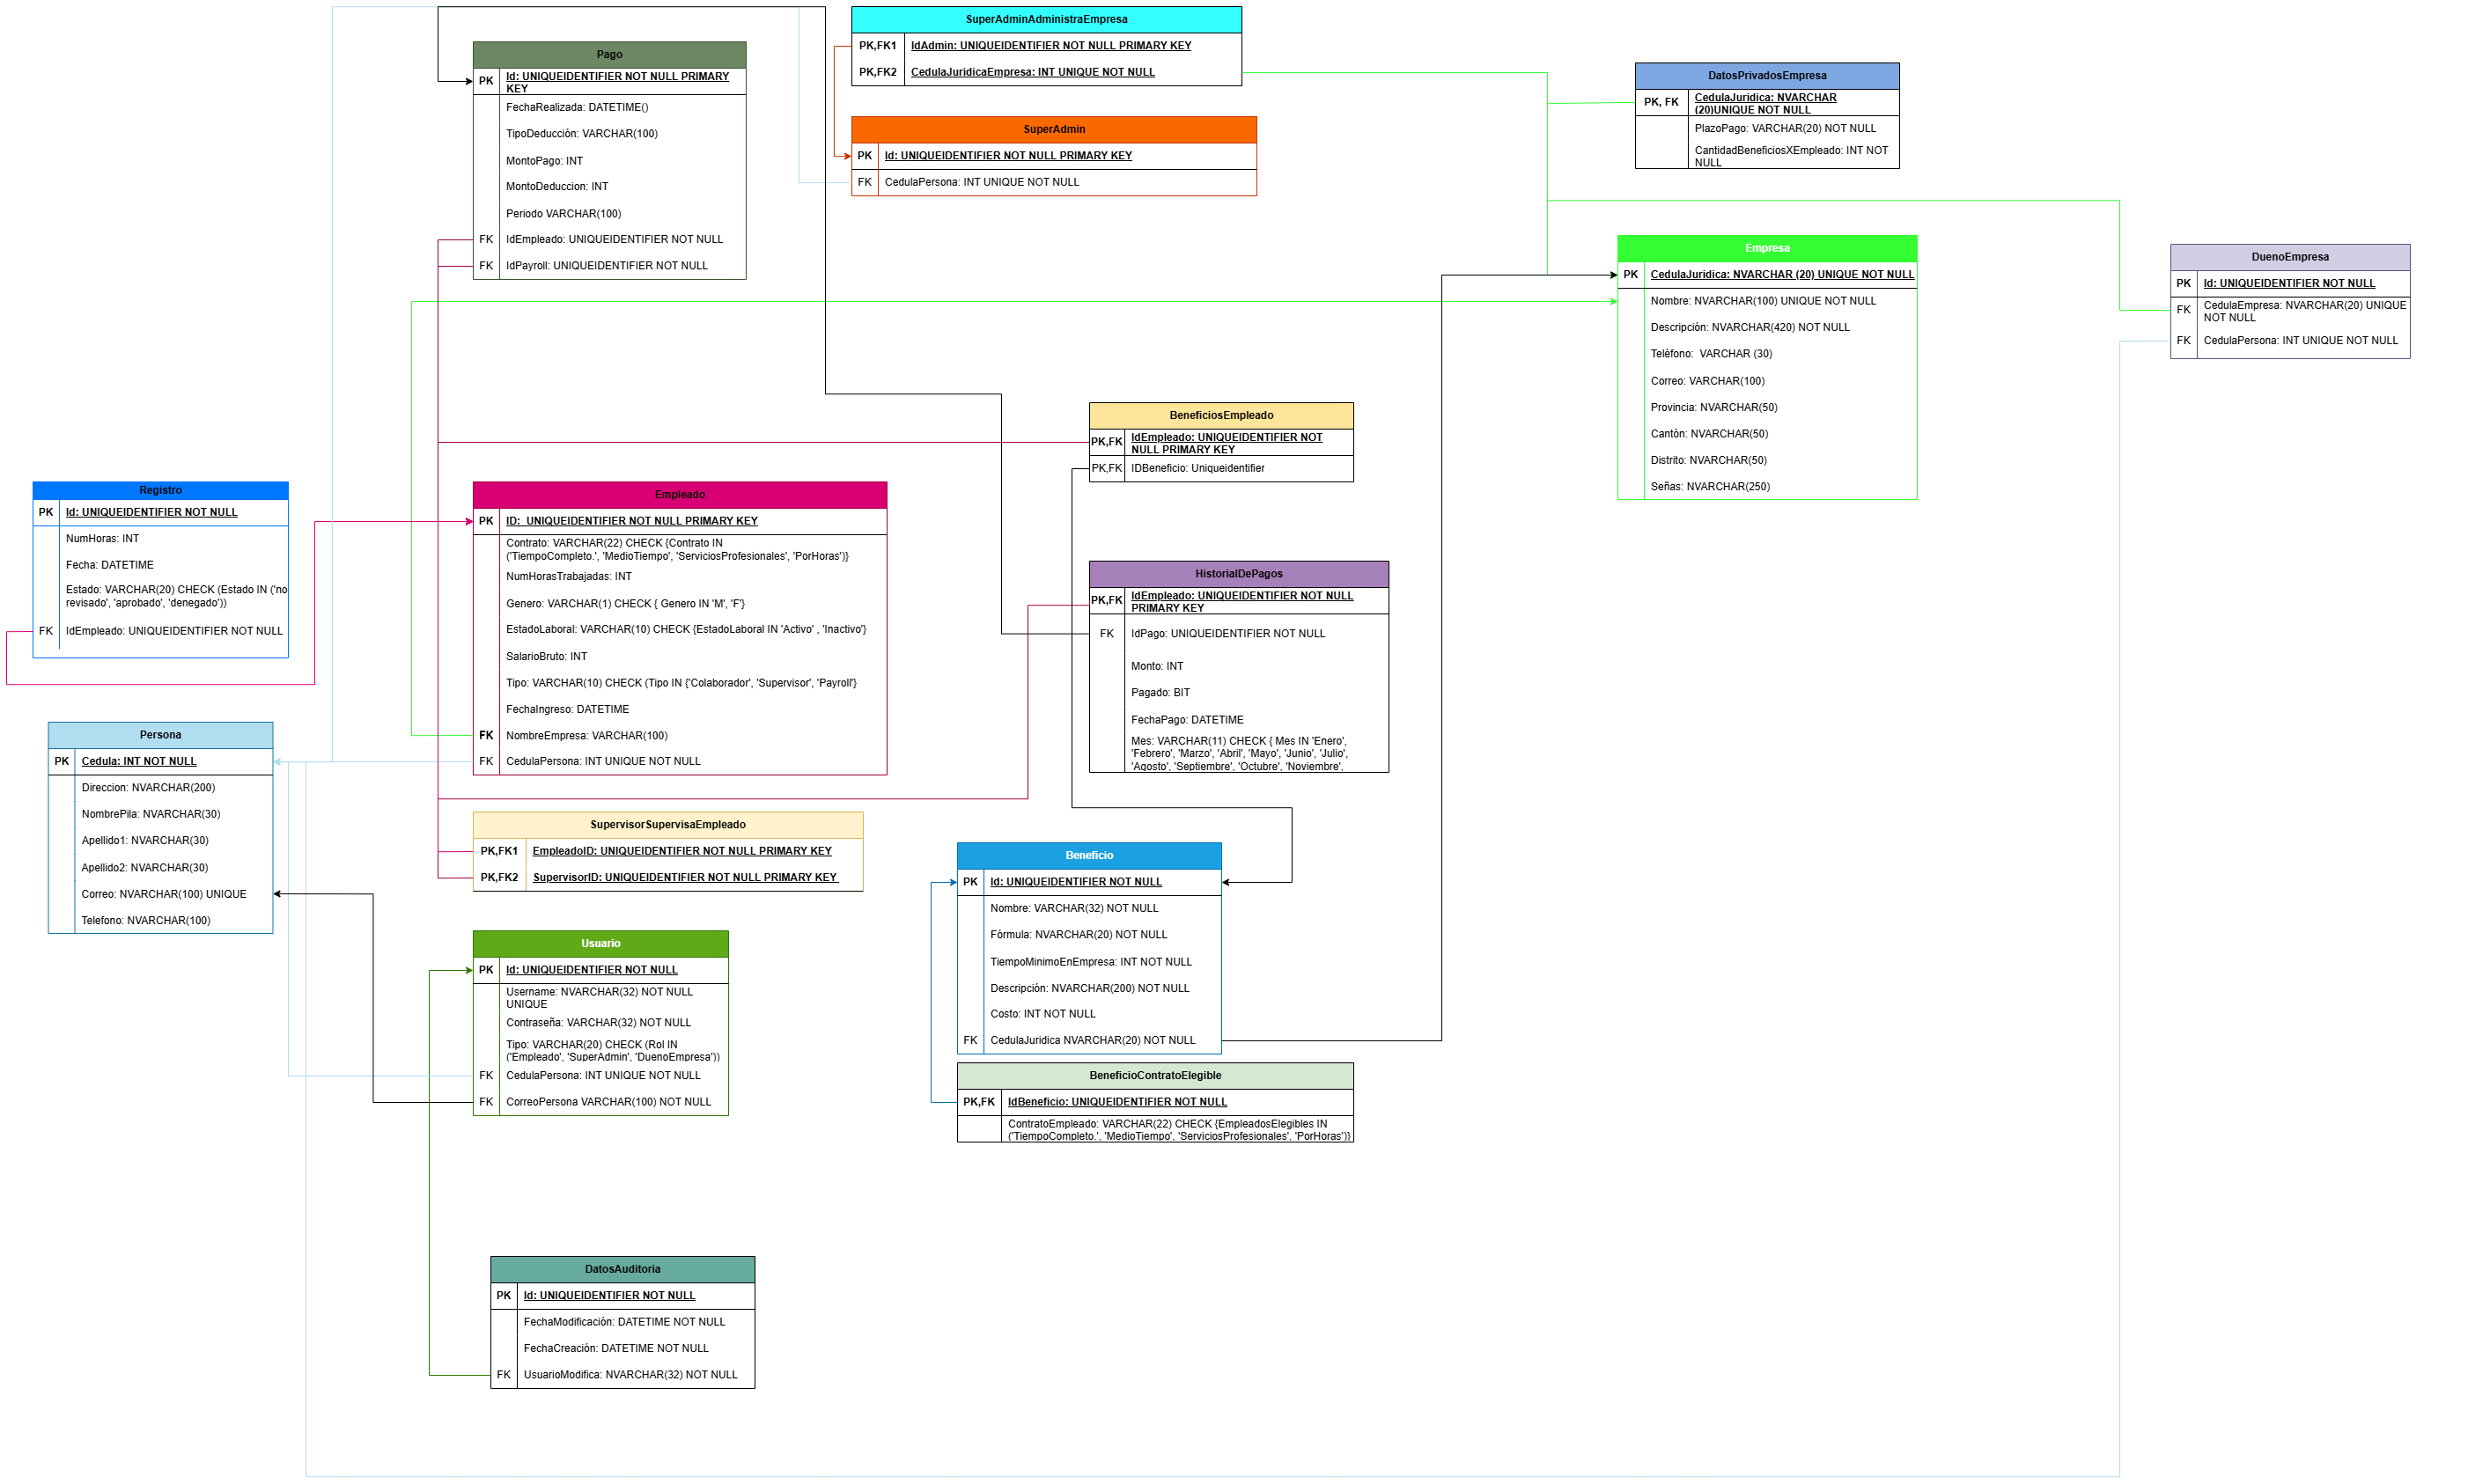 SuperAdminAdministraEmpresa
PK,FK1 IdAdmin: UNIQUEIDENTIFIER NOT NULL PRIMARY KEY
PK,FK2 CedulaJuridicaEmpresa: INT UNIQUE NOT NULL
Pago
PK Id: UNIQUEIDENTIFIER NOT NULL PRIMARY
KEY
FechaRealizada: DATETIME()
TipoDeducción: VARCHAR(100)
MontoPago: INT
MontoDeduccion: INT
Periodo VARCHAR(100)
FK IdEmpleado: UNIQUEIDENTIFIER NOT NULL
FK IdPayroll: UNIQUEIDENTIFIER NOT NULL
SuperAdmin
PK Id: UNIQUEIDENTIFIER NOT NULL PRIMARY KEY
FK CedulaPersona: INT UNIQUE NOT NULL
DatosPrivadosEmpresa
PK, FK CedulaJuridica: NVARCHAR
(20)UNIQUE NOT NULL
PlazoPago: VARCHAR(20) NOT NULL
CantidadBeneficiosXEmpleado: INT NOT
NULL
Empresa
PK CedulaJuridica: NVARCHAR (20) UNIQUE NOT NULL
Nombre: NVARCHAR(100) UNIQUE NOT NULL
Descripción: NVARCHAR(420) NOT NULL
Teléfono:  VARCHAR (30)
Correo: VARCHAR(100)
Provincia: NVARCHAR(50)
Cantón: NVARCHAR(50)
Distrito: NVARCHAR(50)
Señas: NVARCHAR(250)
DuenoEmpresa
PK Id: UNIQUEIDENTIFIER NOT NULL
FK CedulaEmpresa: NVARCHAR(20) UNIQUE
NOT NULL
FK CedulaPersona: INT UNIQUE NOT NULL
BeneficiosEmpleado
PK,FK IdEmpleado: UNIQUEIDENTIFIER NOT
NULL PRIMARY KEY
PK,FK IDBeneficio: Uniqueidentifier
Registro
PK Id: UNIQUEIDENTIFIER NOT NULL
NumHoras: INT
Fecha: DATETIME
Estado: VARCHAR(20) CHECK (Estado IN ('no
revisado', 'aprobado', 'denegado'))
FK IdEmpleado: UNIQUEIDENTIFIER NOT NULL
Empleado
PK ID:  UNIQUEIDENTIFIER NOT NULL PRIMARY KEY
Contrato: VARCHAR(22) CHECK {Contrato IN
('TiempoCompleto.', 'MedioTiempo', 'ServiciosProfesionales', 'PorHoras')}
NumHorasTrabajadas: INT
Genero: VARCHAR(1) CHECK { Genero IN 'M', 'F'}
EstadoLaboral: VARCHAR(10) CHECK {EstadoLaboral IN 'Activo' , 'Inactivo'}
SalarioBruto: INT
Tipo: VARCHAR(10) CHECK (Tipo IN {'Colaborador', 'Supervisor', 'Payroll'}
FechaIngreso: DATETIME
FK NombreEmpresa: VARCHAR(100)
FK CedulaPersona: INT UNIQUE NOT NULL
HistorialDePagos
PK,FK IdEmpleado: UNIQUEIDENTIFIER NOT NULL
PRIMARY KEY
FK IdPago: UNIQUEIDENTIFIER NOT NULL
Monto: INT
Pagado: BIT
FechaPago: DATETIME
Mes: VARCHAR(11) CHECK { Mes IN 'Enero',
'Febrero', 'Marzo', 'Abril', 'Mayo', 'Junio', 'Julio',
'Agosto', 'Septiembre', 'Octubre', 'Noviembre',
Persona
PK Cedula: INT NOT NULL
Direccion: NVARCHAR(200)
NombrePila: NVARCHAR(30)
Apellido1: NVARCHAR(30)
Apellido2: NVARCHAR(30)
Correo: NVARCHAR(100) UNIQUE
Telefono: NVARCHAR(100)
SupervisorSupervisaEmpleado
PK,FK1 EmpleadoID: UNIQUEIDENTIFIER NOT NULL PRIMARY KEY
PK,FK2 SupervisorID: UNIQUEIDENTIFIER NOT NULL PRIMARY KEY
Beneficio
PK Id: UNIQUEIDENTIFIER NOT NULL
Nombre: VARCHAR(32) NOT NULL
Fórmula: NVARCHAR(20) NOT NULL
TiempoMinimoEnEmpresa: INT NOT NULL
Descripción: NVARCHAR(200) NOT NULL
Costo: INT NOT NULL
FK CedulaJuridica NVARCHAR(20) NOT NULL
Usuario
PK Id: UNIQUEIDENTIFIER NOT NULL
Username: NVARCHAR(32) NOT NULL
UNIQUE
Contraseña: VARCHAR(32) NOT NULL
Tipo: VARCHAR(20) CHECK (Rol IN
('Empleado', 'SuperAdmin', 'DuenoEmpresa'))
FK CedulaPersona: INT UNIQUE NOT NULL
FK CorreoPersona VARCHAR(100) NOT NULL
BeneficioContratoElegible
PK,FK IdBeneficio: UNIQUEIDENTIFIER NOT NULL
ContratoEmpleado: VARCHAR(22) CHECK {EmpleadosElegibles IN
('TiempoCompleto.', 'MedioTiempo', 'ServiciosProfesionales', 'PorHoras')}
DatosAuditoria
PK Id: UNIQUEIDENTIFIER NOT NULL
FechaModificación: DATETIME NOT NULL
FechaCreación: DATETIME NOT NULL
FK UsuarioModifica: NVARCHAR(32) NOT NULL